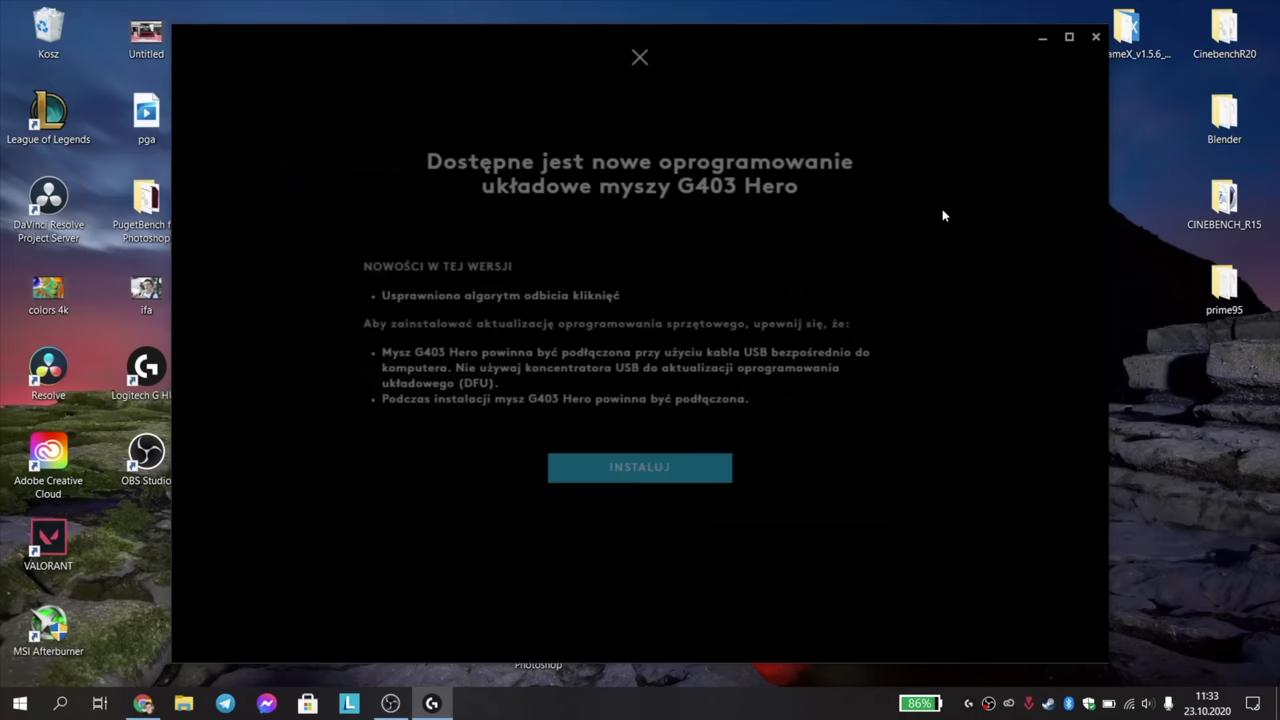 Kosz
Untitled
League of Legends
pga
DaVinci Resolve
Project Server
PugetBench f
Photoshop
colors 4k
ifa
Resolve
Logitech G H
Adobe Creative
Cloud
OBS Studio
VALORANT
MSI Afterburner
Dostępne jest nowe oprogramowanie
układowe myszy G403 Hero
NOWOŚCI W TEJ WERSJI
• Usprawniono algorytm odbicia kliknięć
Aby zainstalować aktualizację oprogramowania sprzętowego, upewnij się, że:
• Mysz G403 Hero powinna być podłączona przy użyciu kabla USB bezpośrednio do
komputera. Nie używaj koncentratora USB do aktualizacji oprogramowania
układowego (DFU).
• Podczas instalacji mysz G403 Hero powinna być podłączona.
INSTALUJ
ameX_v1.5.6_...
CinebenchR20
Blender
CINEBENCH_R15
prime95
Photoshop
86%
11:33
23.10.2020